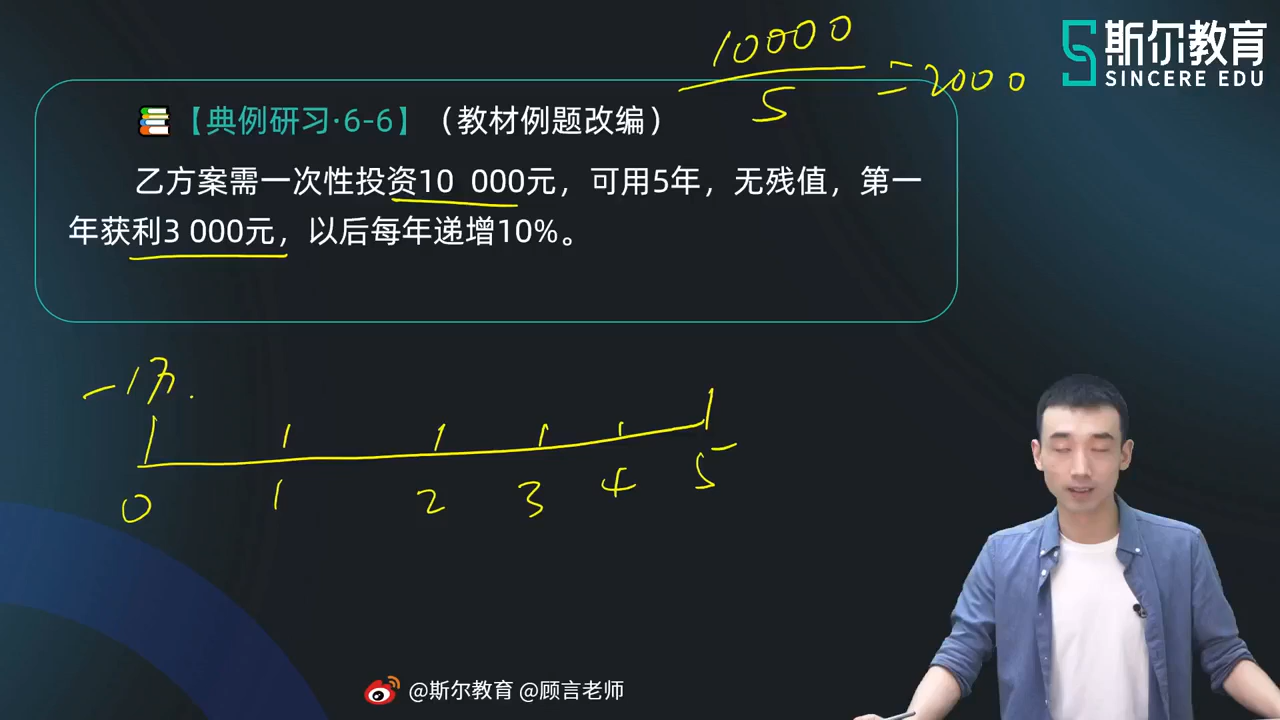 10000
5
=2000
斯尔教育
SINCERE EDU
【典例研习·6-6】（教材例题改编）
乙方案需一次性投资10 000元，可用5年，无残值，第一
年获利3 000元，以后每年递增10%。
-1万.
0 1 2 3 4 5
@斯尔教育 @顾言老师